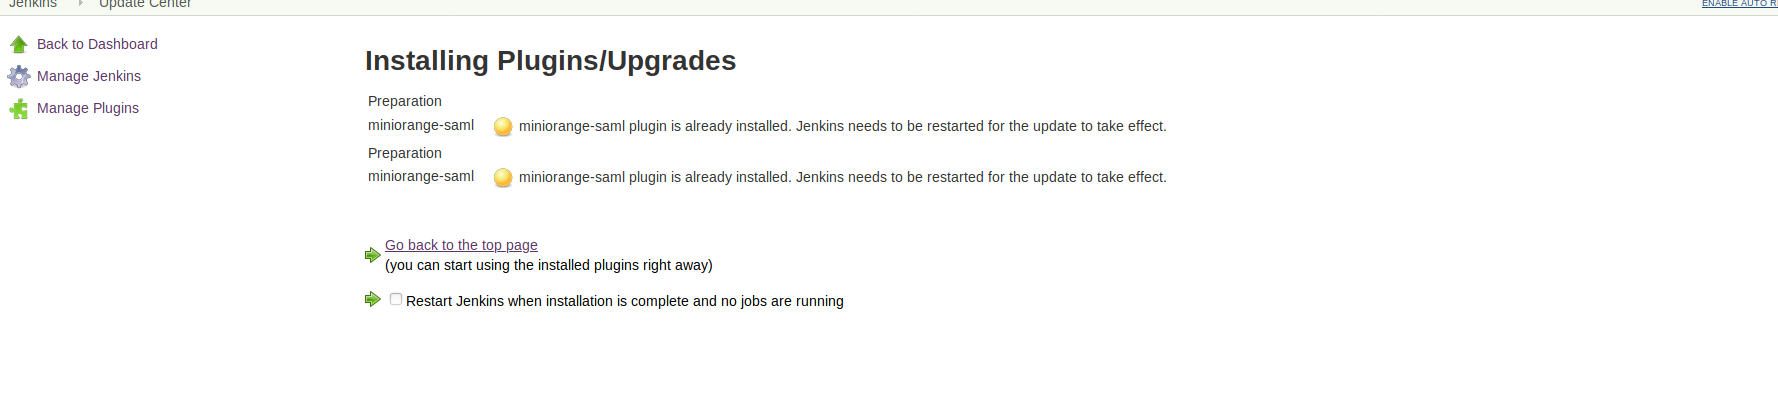 Jenkins Update Center
ENABLE AUTO R
Back to Dashboard
Manage Jenkins
Manage Plugins
Installing Plugins/Upgrades
Preparation
miniorange-saml miniorange-saml plugin is already installed. Jenkins needs to be restarted for the update to take effect.
Preparation
miniorange-saml miniorange-saml plugin is already installed. Jenkins needs to be restarted for the update to take effect.
Go back to the top page
(you can start using the installed plugins right away)
Restart Jenkins when installation is complete and no jobs are running